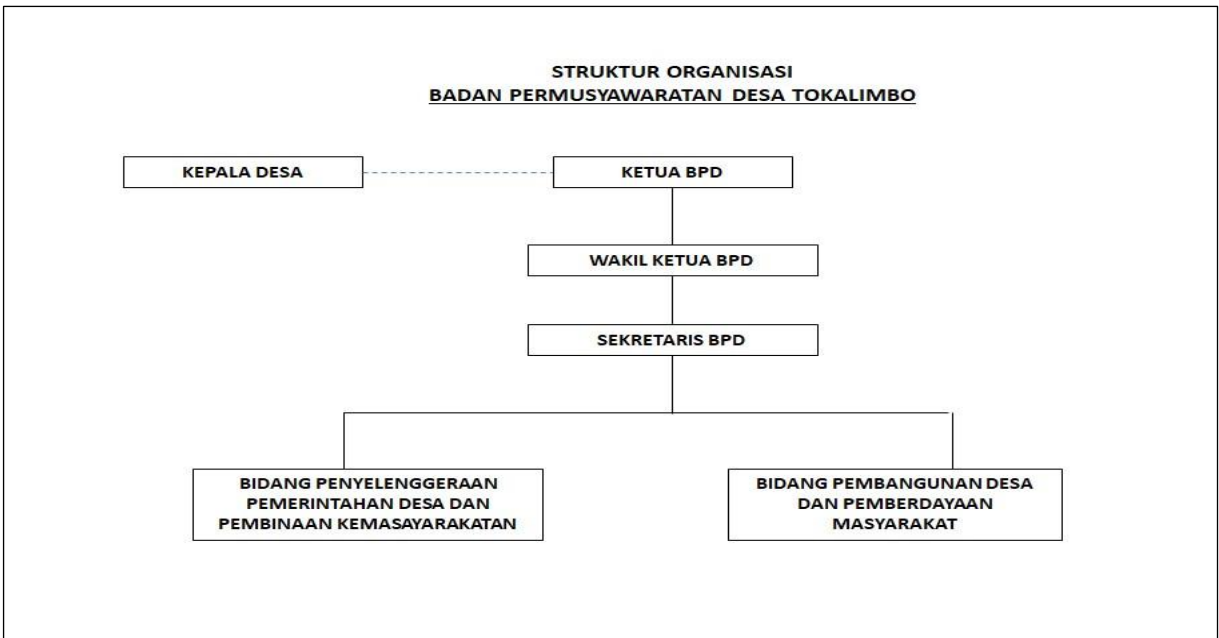 STRUKTUR ORGANISASI
BADAN PERMUSYAWARATAN DESA TOKALIMBO
KEPALA DESA
KETUA BPD
WAKIL KETUA BPD
SEKRETARIS BPD
BIDANG PENYELENGGERAAN
PEMERINTAHAN DESA DAN
PEMBINAAN KEMASAYARAKATAN
BIDANG PEMBANGUNAN DESA
DAN PEMBERDAYAAN
MASYARAKAT